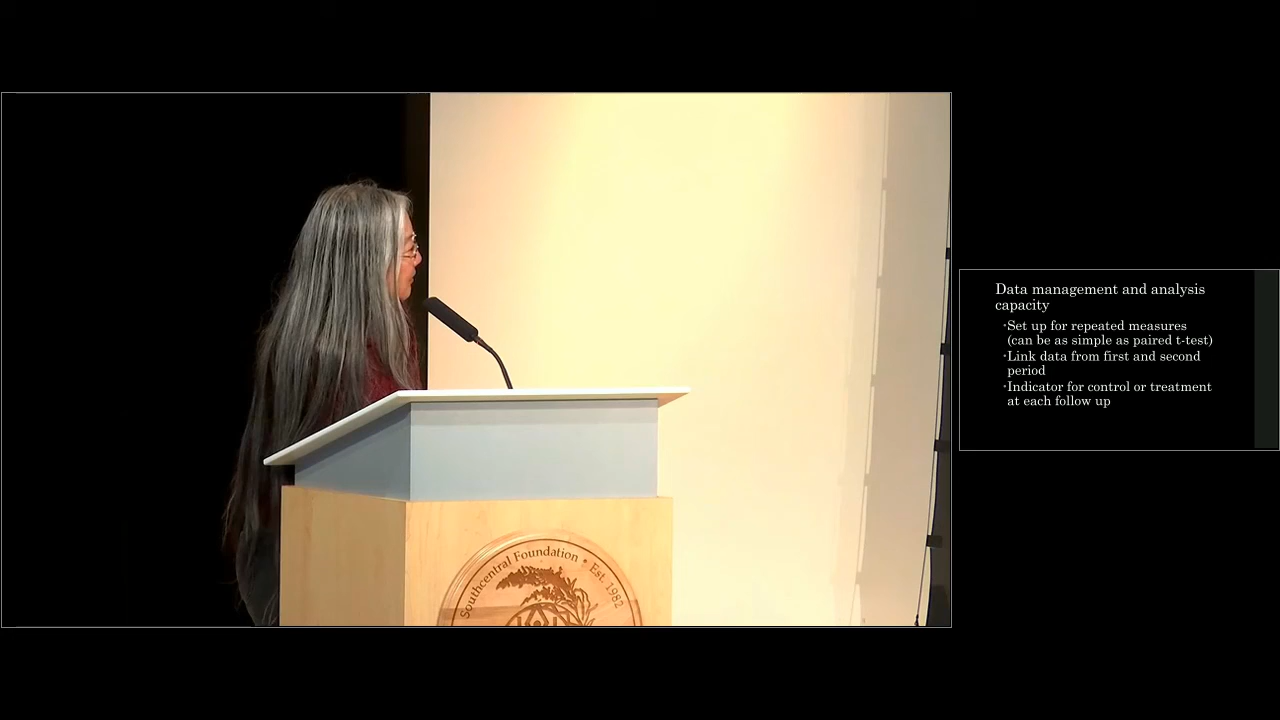 Southcentral Foundation • Est. 1982
Data management and analysis
capacity
•Set up for repeated measures
(can be as simple as paired t-test)
•Link data from first and second
period
•Indicator for control or treatment
at each follow up